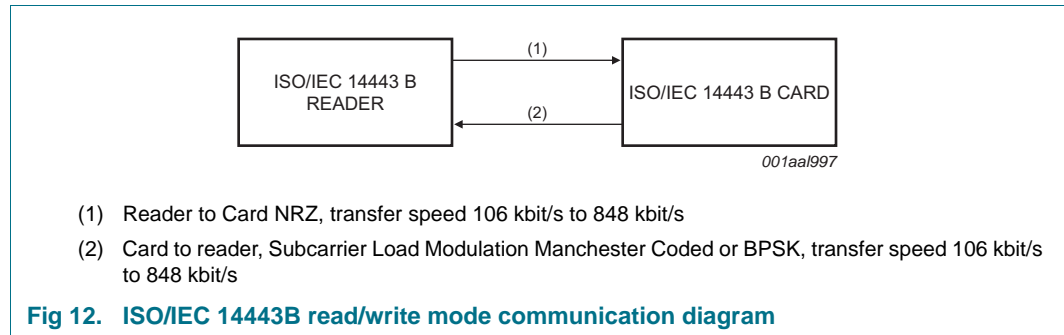 (1)
ISO/IEC 14443 B
READER
ISO/IEC 14443 B CARD
(2)
001aal997
(1) Reader to Card NRZ, transfer speed 106 kbit/s to 848 kbit/s
(2) Card to reader, Subcarrier Load Modulation Manchester Coded or BPSK, transfer speed 106 kbit/s
to 848 kbit/s
Fig 12. ISO/IEC 14443B read/write mode communication diagram